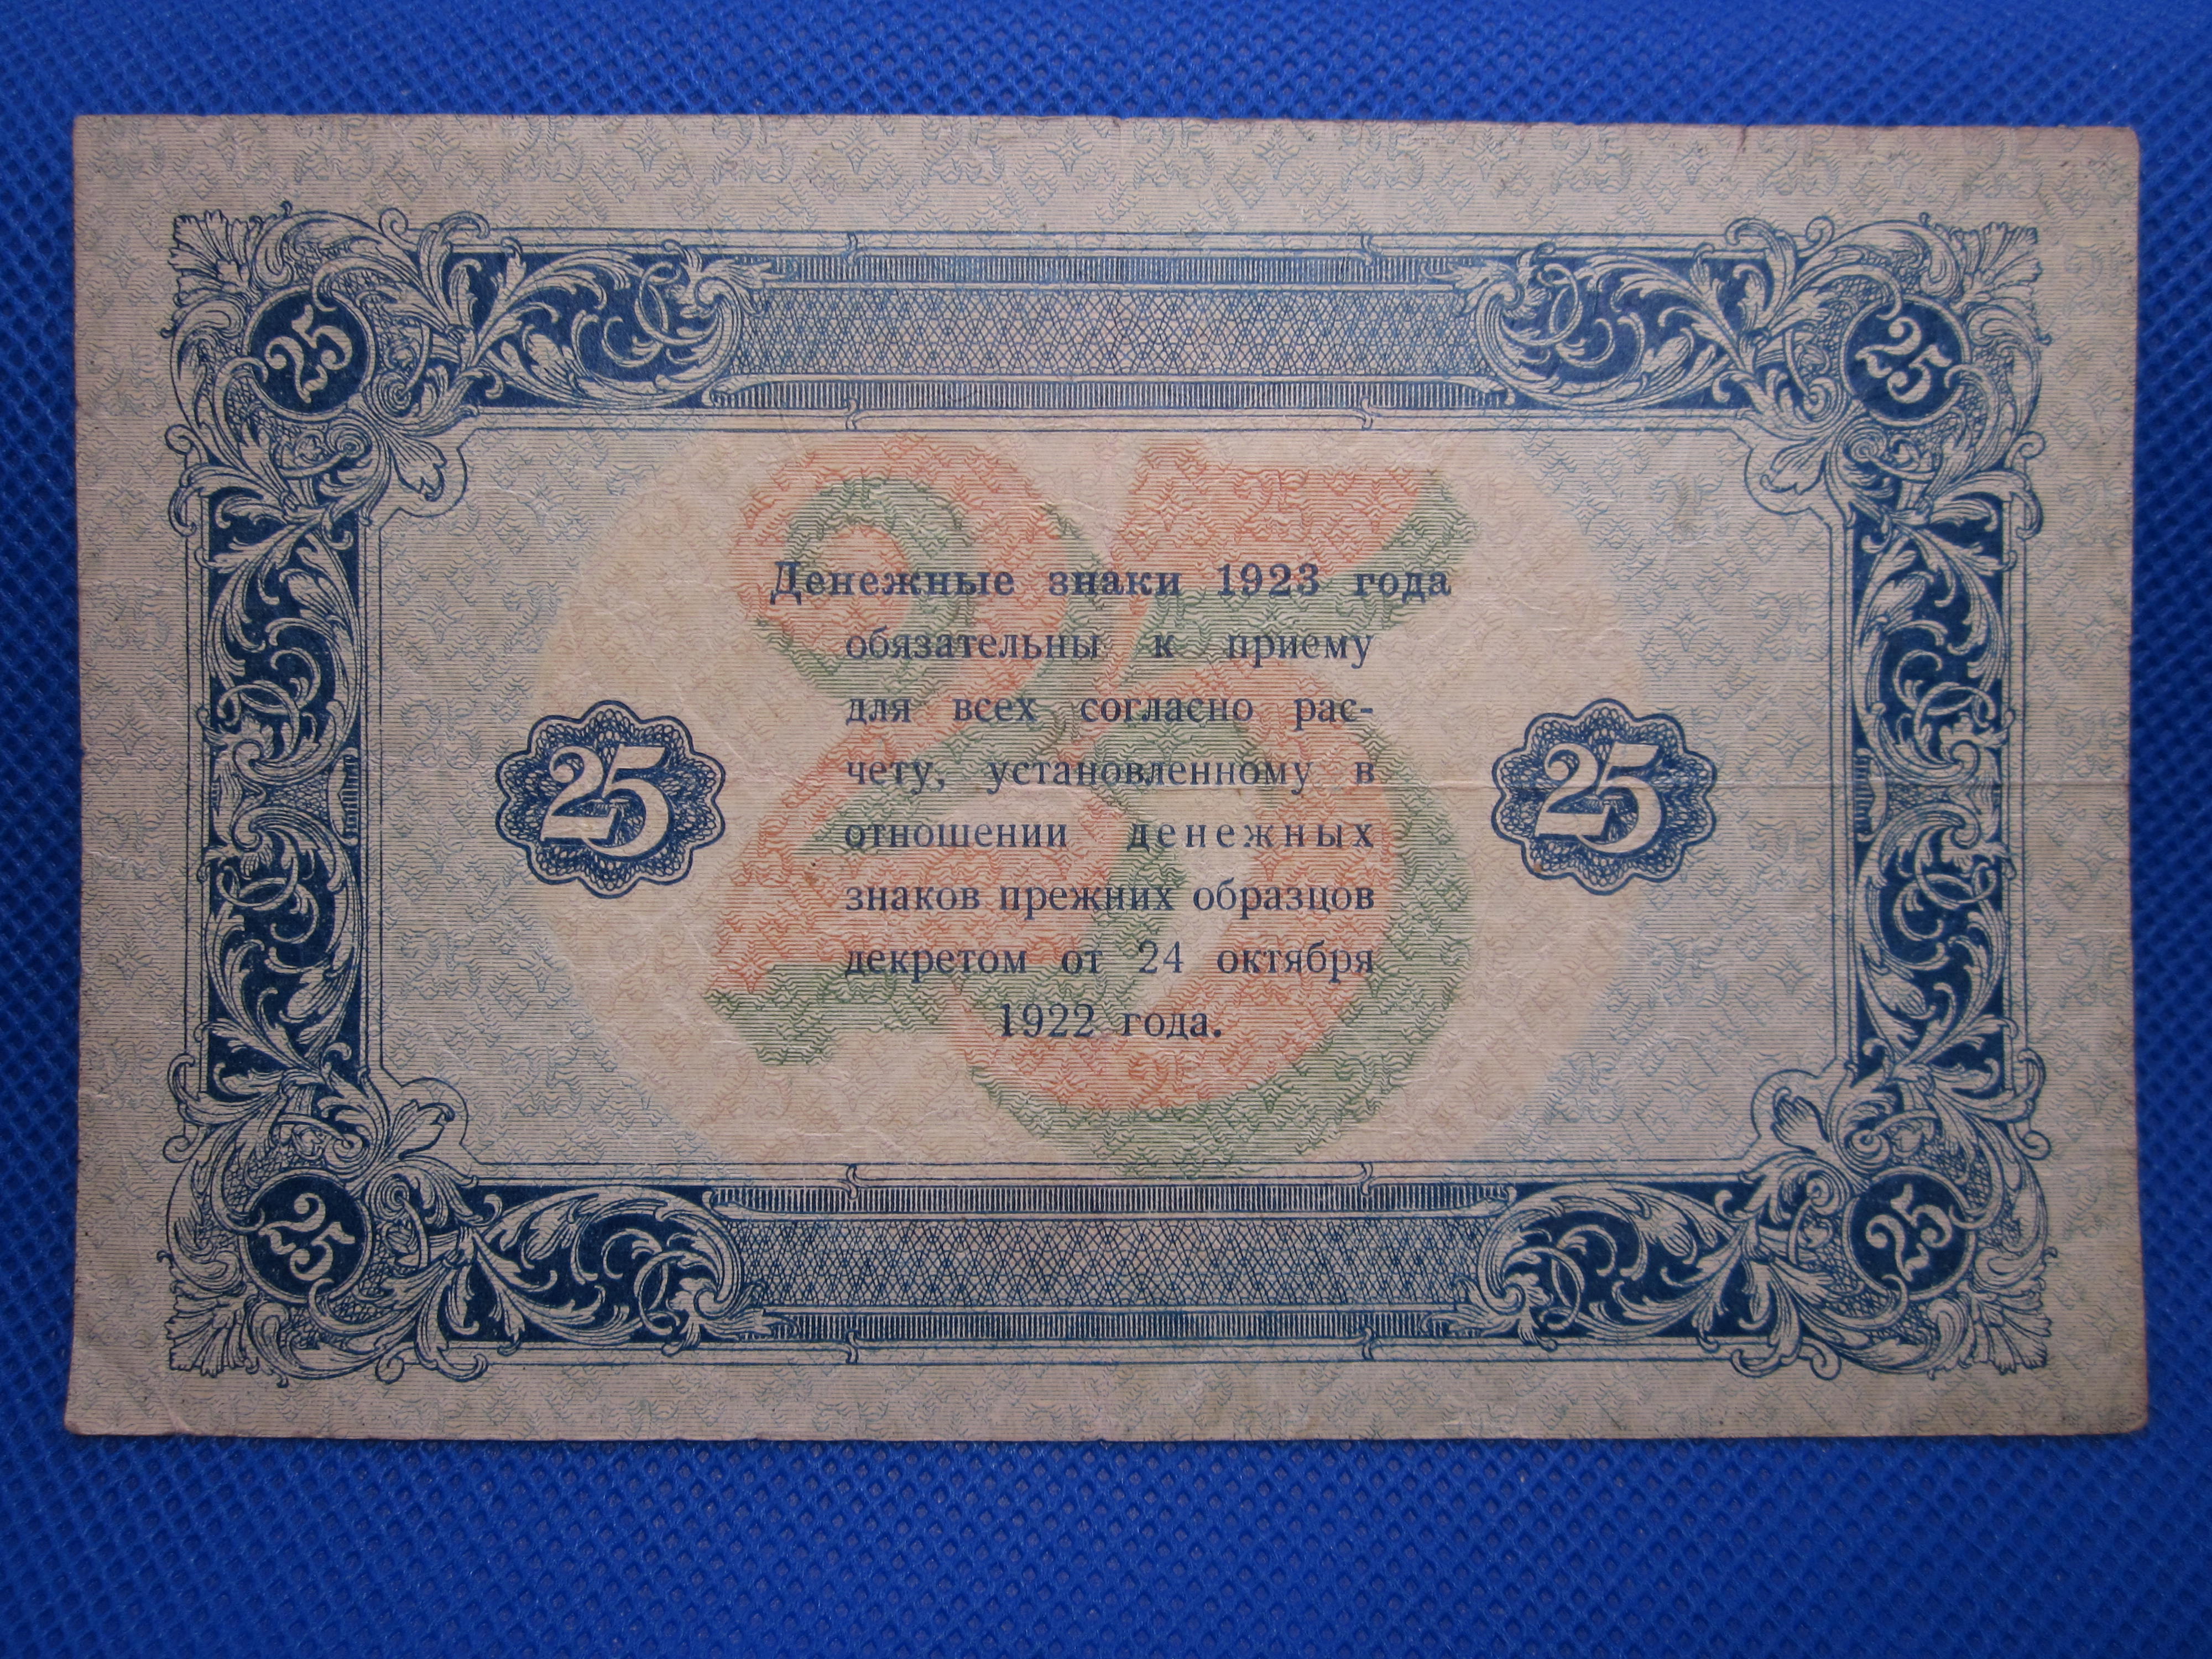 25 25
Денежные знаки 1923 года
обязательны к приему
для всех согласно рас-
чету, установленному в
отношении денежных
знаков прежних образцов
декретом от 24 октября
1922 года.
25 25
25
25 25